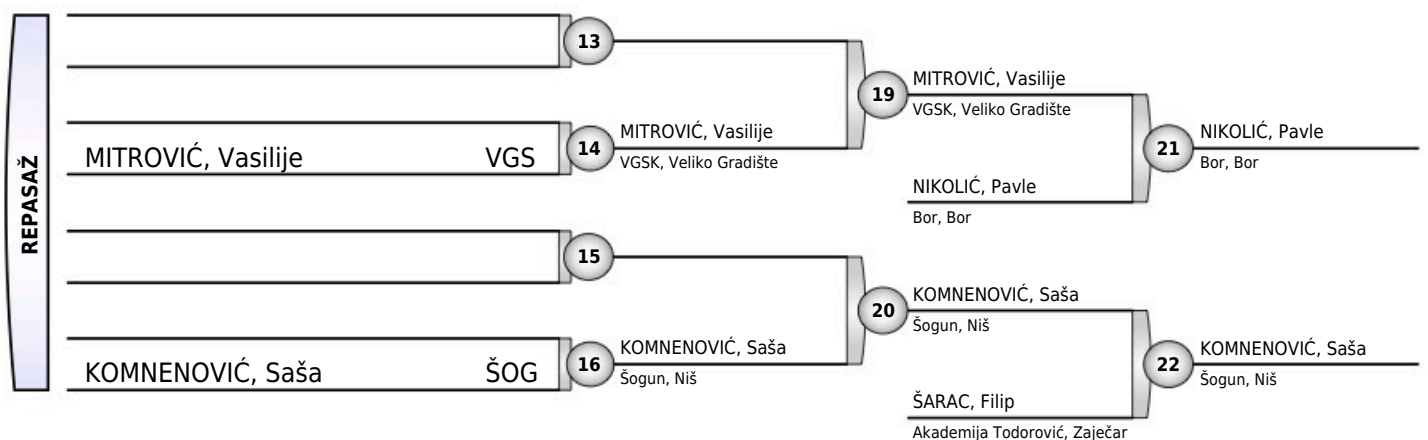 REPASAŽ
13
MITROVIĆ, Vasilije VGS
14
MITROVIĆ, Vasilije
VGSK, Veliko Gradište
19
MITROVIĆ, Vasilije
VGSK, Veliko Gradište
NIKOLIĆ, Pavle
Bor, Bor
21
NIKOLIĆ, Pavle
Bor, Bor
15
KOMNENOVIĆ, Saša ŠOG
16
KOMNENOVIĆ, Saša
Šogun, Niš
20
KOMNENOVIĆ, Saša
Šogun, Niš
ŠARAC, Filip
Akademija Todorović, Zaječar
22
KOMNENOVIĆ, Saša
Šogun, Niš